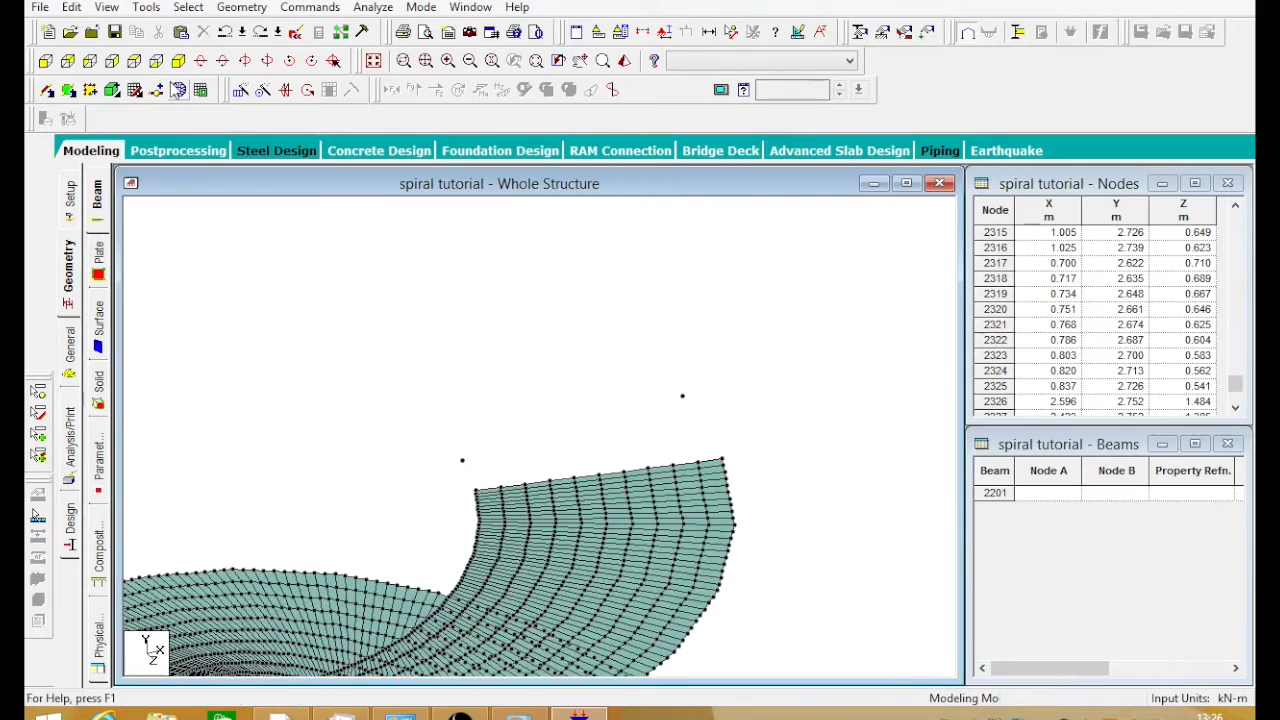 File Edit View Tools Select Geometry Commands Analyze Mode Window Help
Modeling Postprocessing Steel Design Concrete Design Foundation Design RAM Connection Bridge Deck Advanced Slab Design Piping Earthquake
Setup
Geometry
General
Analysis/Print
Design
Beam
Plate
Surface
Solid
Paramet...
Composit...
Physical...
spiral tutorial - Whole Structure
Y
X
Z
spiral tutorial - Nodes
Node X m Y m Z m
2315 1.005 2.726 0.649
2316 1.025 2.739 0.623
2317 0.700 2.622 0.710
2318 0.717 2.635 0.689
2319 0.734 2.648 0.667
2320 0.751 2.661 0.646
2321 0.768 2.674 0.625
2322 0.786 2.687 0.604
2323 0.803 2.700 0.583
2324 0.820 2.713 0.562
2325 0.837 2.726 0.541
2326 2.596 2.752 1.484
spiral tutorial - Beams
Beam Node A Node B Property Refn.
2201
For Help, press F1 Modeling Mo Input Units: kN-m
13:26